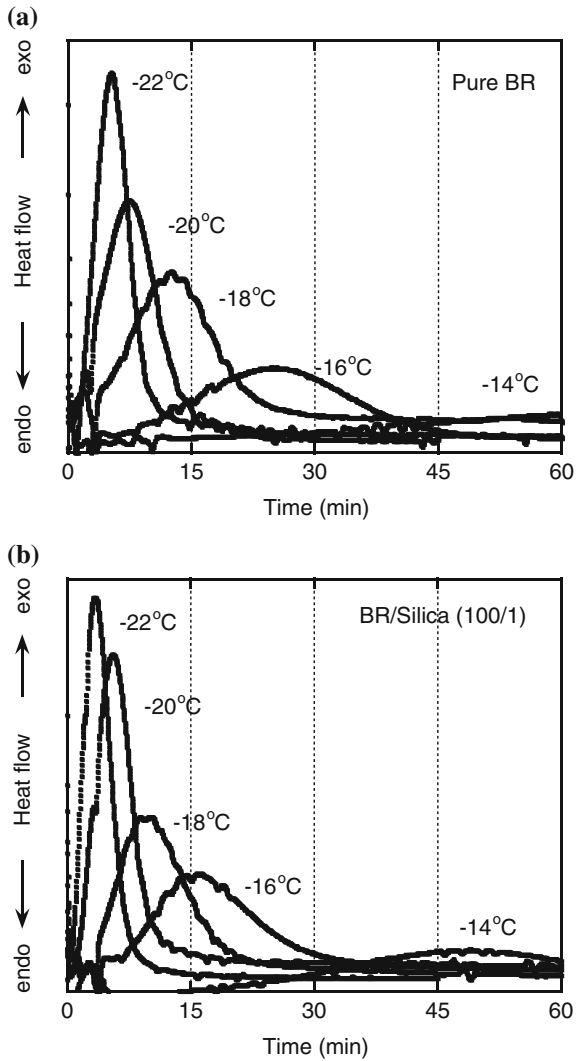 (a)
exo
Heat flow
endo
Pure BR
-22°C
-20°C
-18°C
-16°C
-14°C
0 15 30 45 60
Time (min)
(b)
exo
Heat flow
endo
BR/Silica (100/1)
-22°C
-20°C
-18°C
-16°C
-14°C
0 15 30 45 60
Time (min)